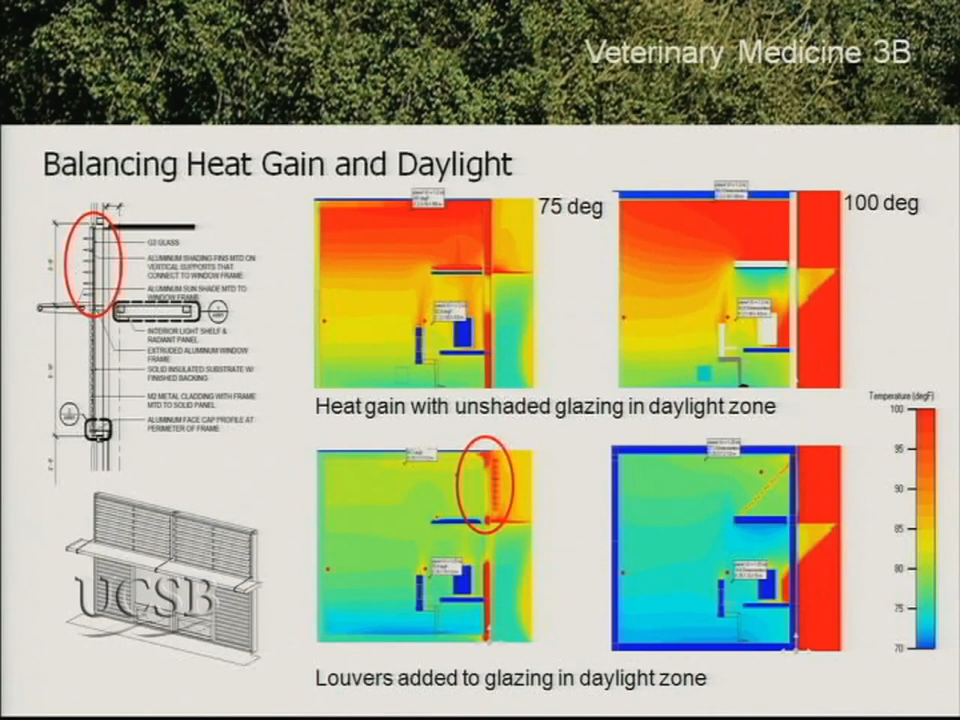 Veterinary Medicine 3B
Balancing Heat Gain and Daylight
75 deg
100 deg
G3 GLASS
ALUMINUM SHADING FINS MTD ON
VERTICAL SUPPORTS THAT
CONNECT TO WINDOW FRAME
ALUMINUM SUN SHADE MTD TO
WINDOW FRAME
INTERIOR LIGHT SHELF &
RADIANT PANEL
EXTRUDED ALUMINUM WINDOW
FRAME
SOLID INSULATED SUBSTRATE W/
FINISHED BACKING
M2 METAL CLADDING WITH FRAME
MTD TO SOLID PANEL
ALUMINUM FACE CAP PROFILE AT
PERIMETER OF FRAME
Heat gain with unshaded glazing in daylight zone
Temperature (degF)
100
95
90
85
80
75
70
UCSB
Louvers added to glazing in daylight zone